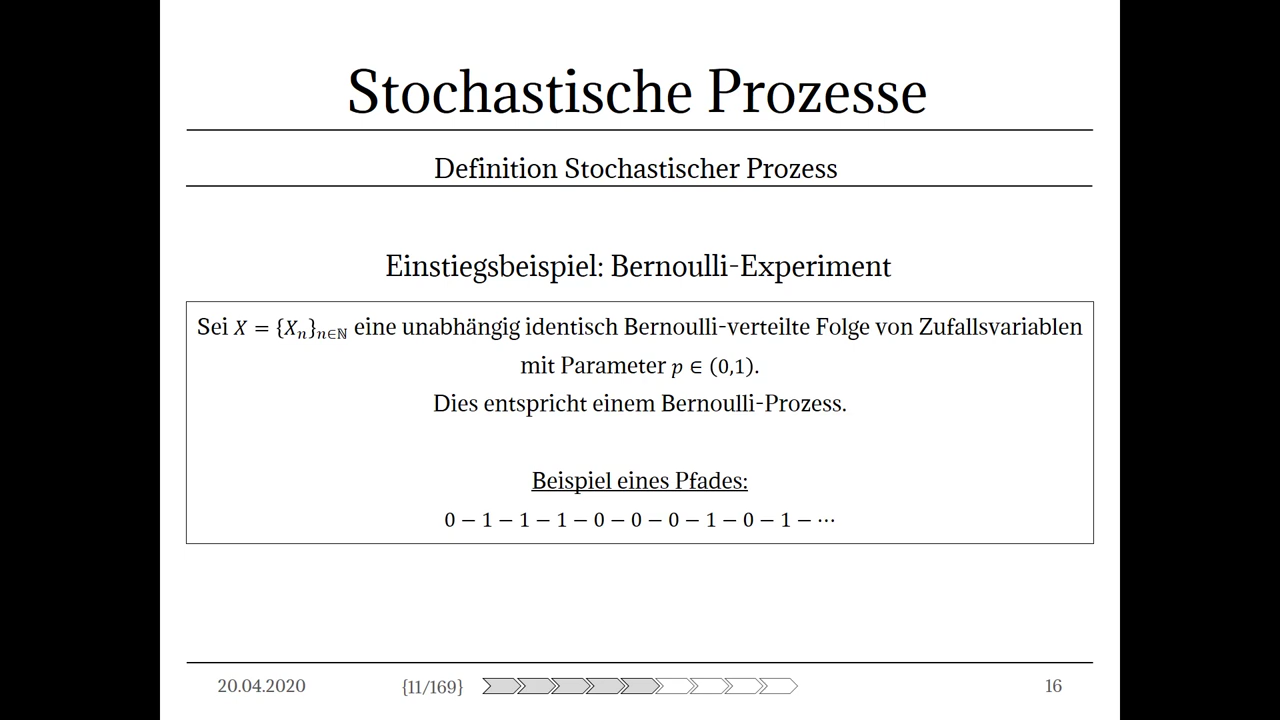 Stochastische Prozesse
Definition Stochastischer Prozess
Einstiegsbeispiel: Bernoulli-Experiment
Sei X = {Xₙ}ₙ∈ℕ eine unabhängig identisch Bernoulli-verteilte Folge von Zufallsvariablen
mit Parameter p ∈ (0,1).
Dies entspricht einem Bernoulli-Prozess.
Beispiel eines Pfades:
0 − 1 − 1 − 1 − 0 − 0 − 0 − 1 − 0 − 1 − ⋯
20.04.2020 {11/169} 16